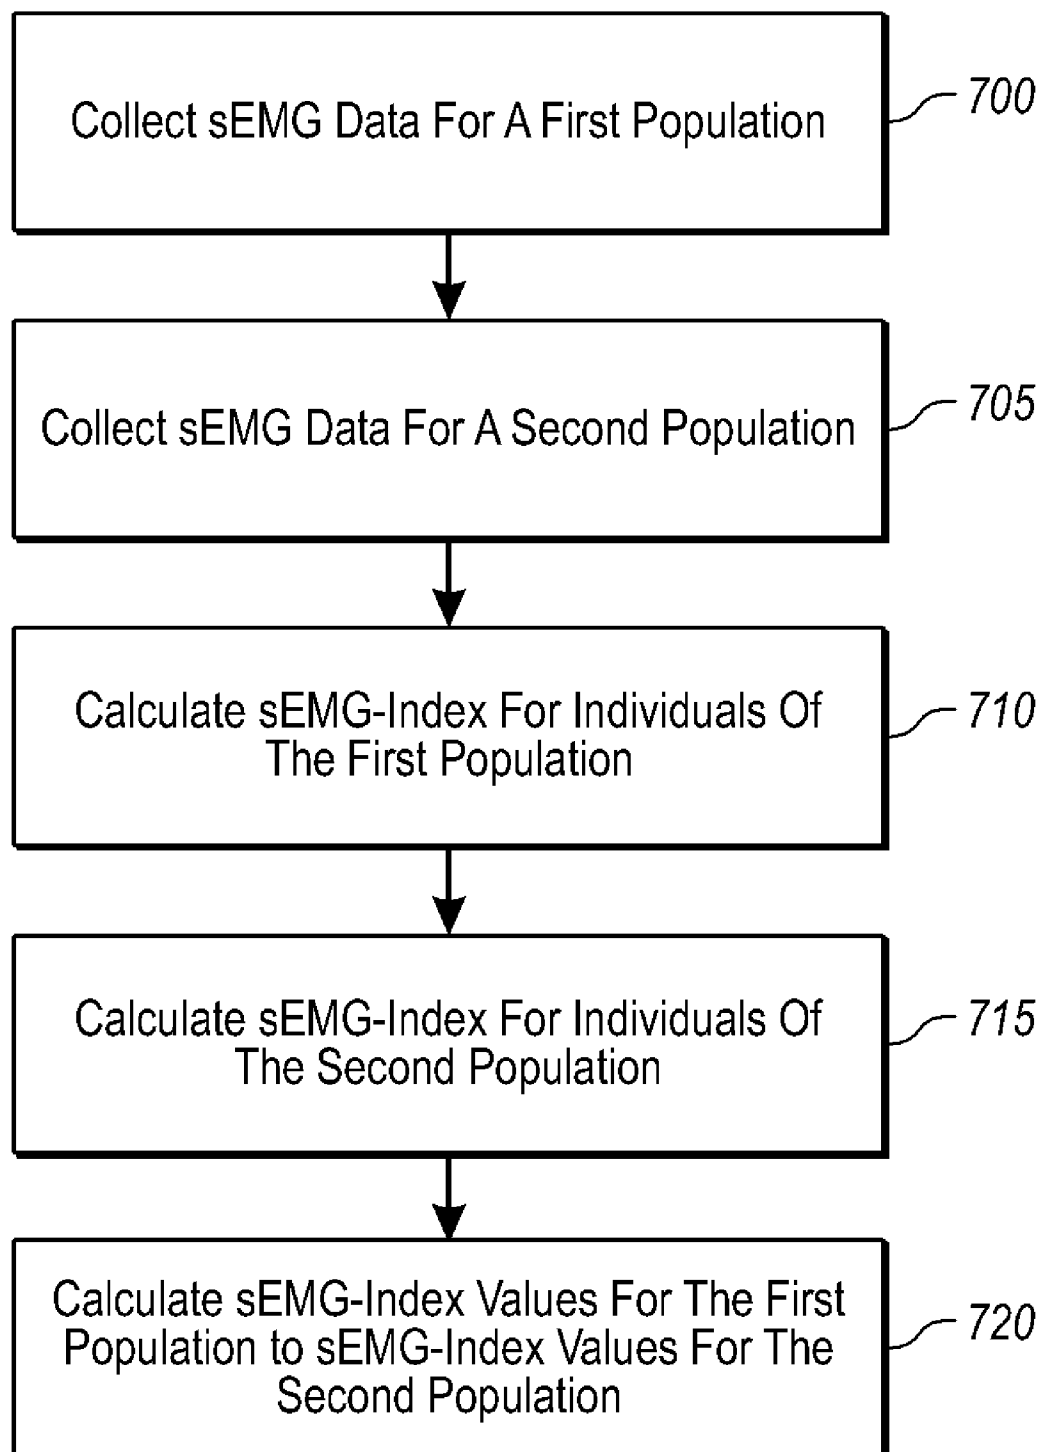 Collect sEMG Data For A First Population
700
Collect sEMG Data For A Second Population
705
Calculate sEMG-Index For Individuals Of
The First Population
710
Calculate sEMG-Index For Individuals Of
The Second Population
715
Calculate sEMG-Index Values For The First
Population to sEMG-Index Values For The
Second Population
720